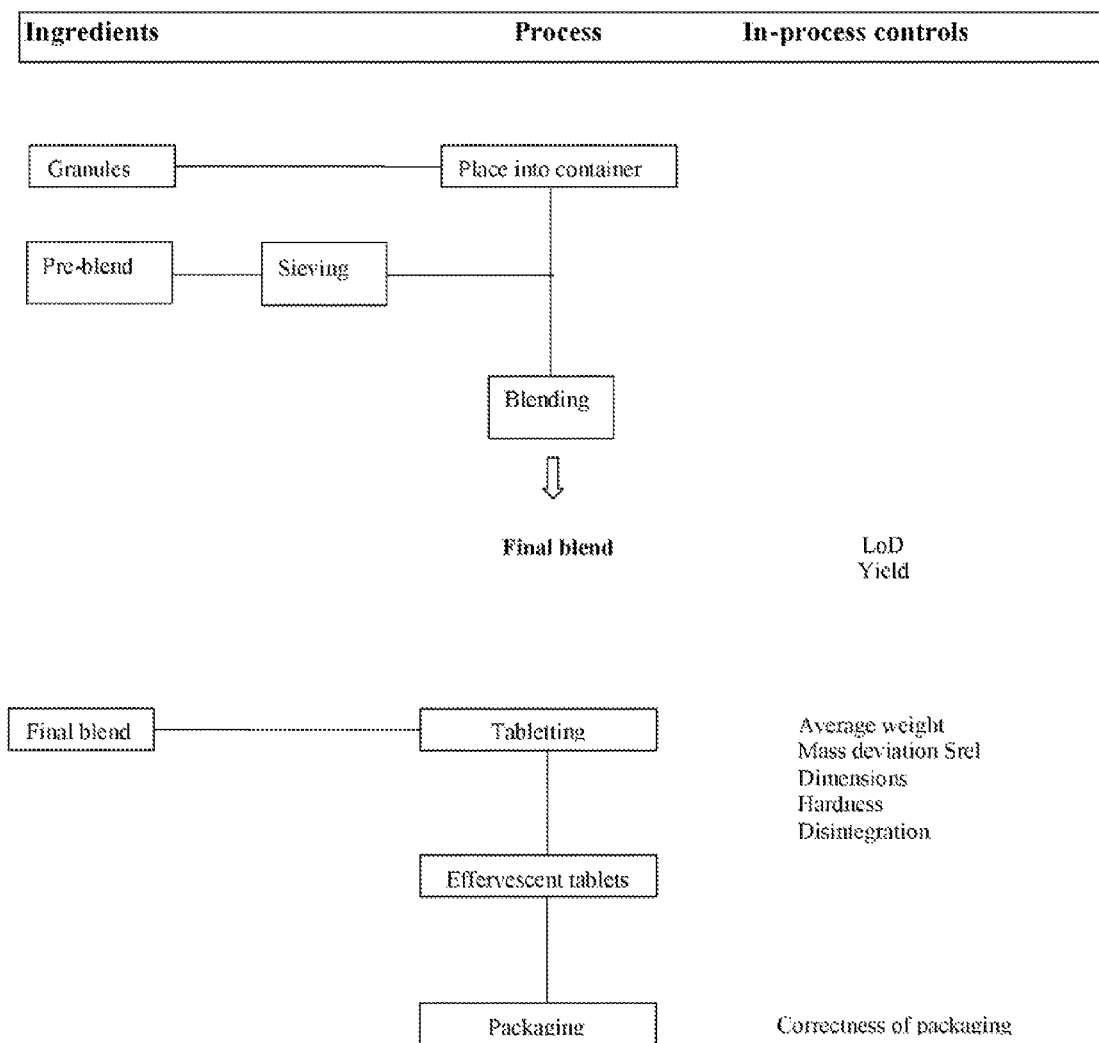 Ingredients Process In-process controls
Granules Place into container
Pre-blend Sieving
Blending
Final blend LoD
Yield
Final blend Tabletting Average weight
Mass deviation Srel
Dimensions
Hardness
Disintegration
Effervescent tablets
Packaging Correctness of packaging